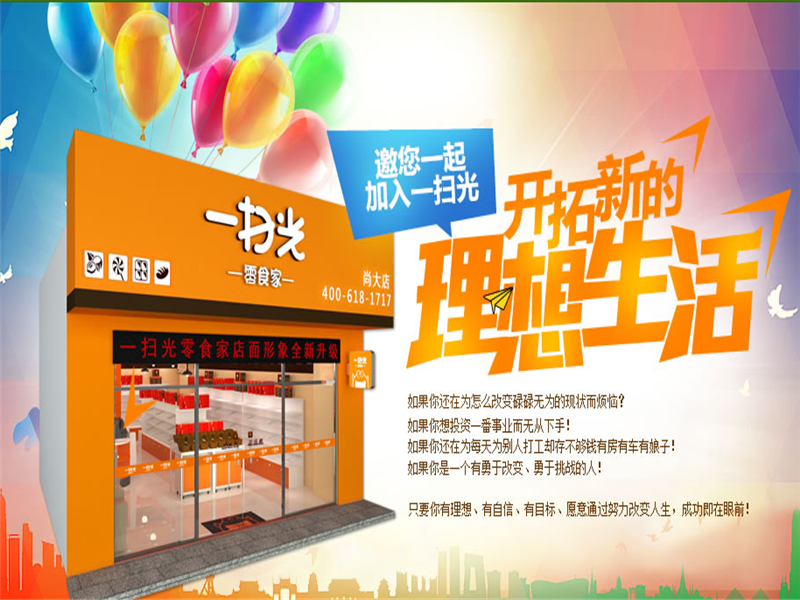 邀您一起
加入一扫光
开拓新的
理想生活
一扫光
零食家
尚大店
400-618-1717
一扫光零食家店面形象全新升级
如果你还在为怎么改变碌碌无为的现状而烦恼？
如果你想投资一番事业而无从下手！
如果你还在为每天为别人打工却存不够钱有房有车有娘子！
如果你是一个有勇于改变、勇于挑战的人！
只要你有理想、有自信、有目标、愿意通过努力改变人生，成功即在眼前！